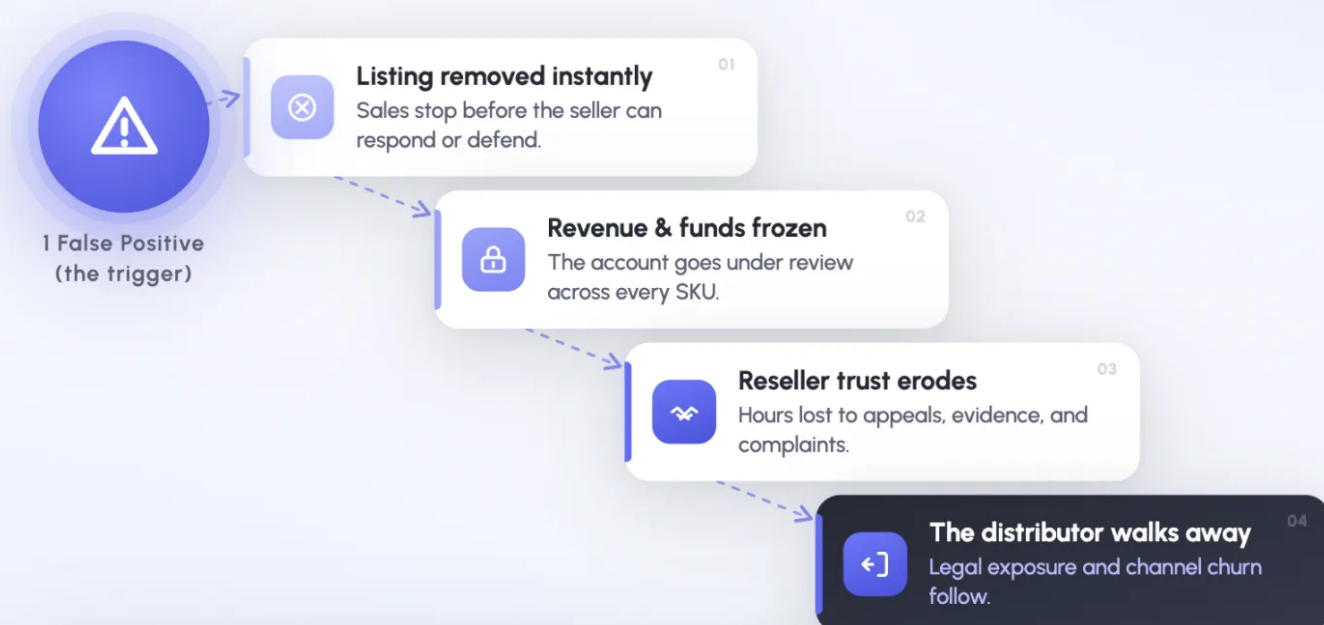 1 False Positive
(the trigger)
01
Listing removed instantly
Sales stop before the seller can
respond or defend.
02
Revenue & funds frozen
The account goes under review
across every SKU.
03
Reseller trust erodes
Hours lost to appeals, evidence, and
complaints.
04
The distributor walks away
Legal exposure and channel churn
follow.